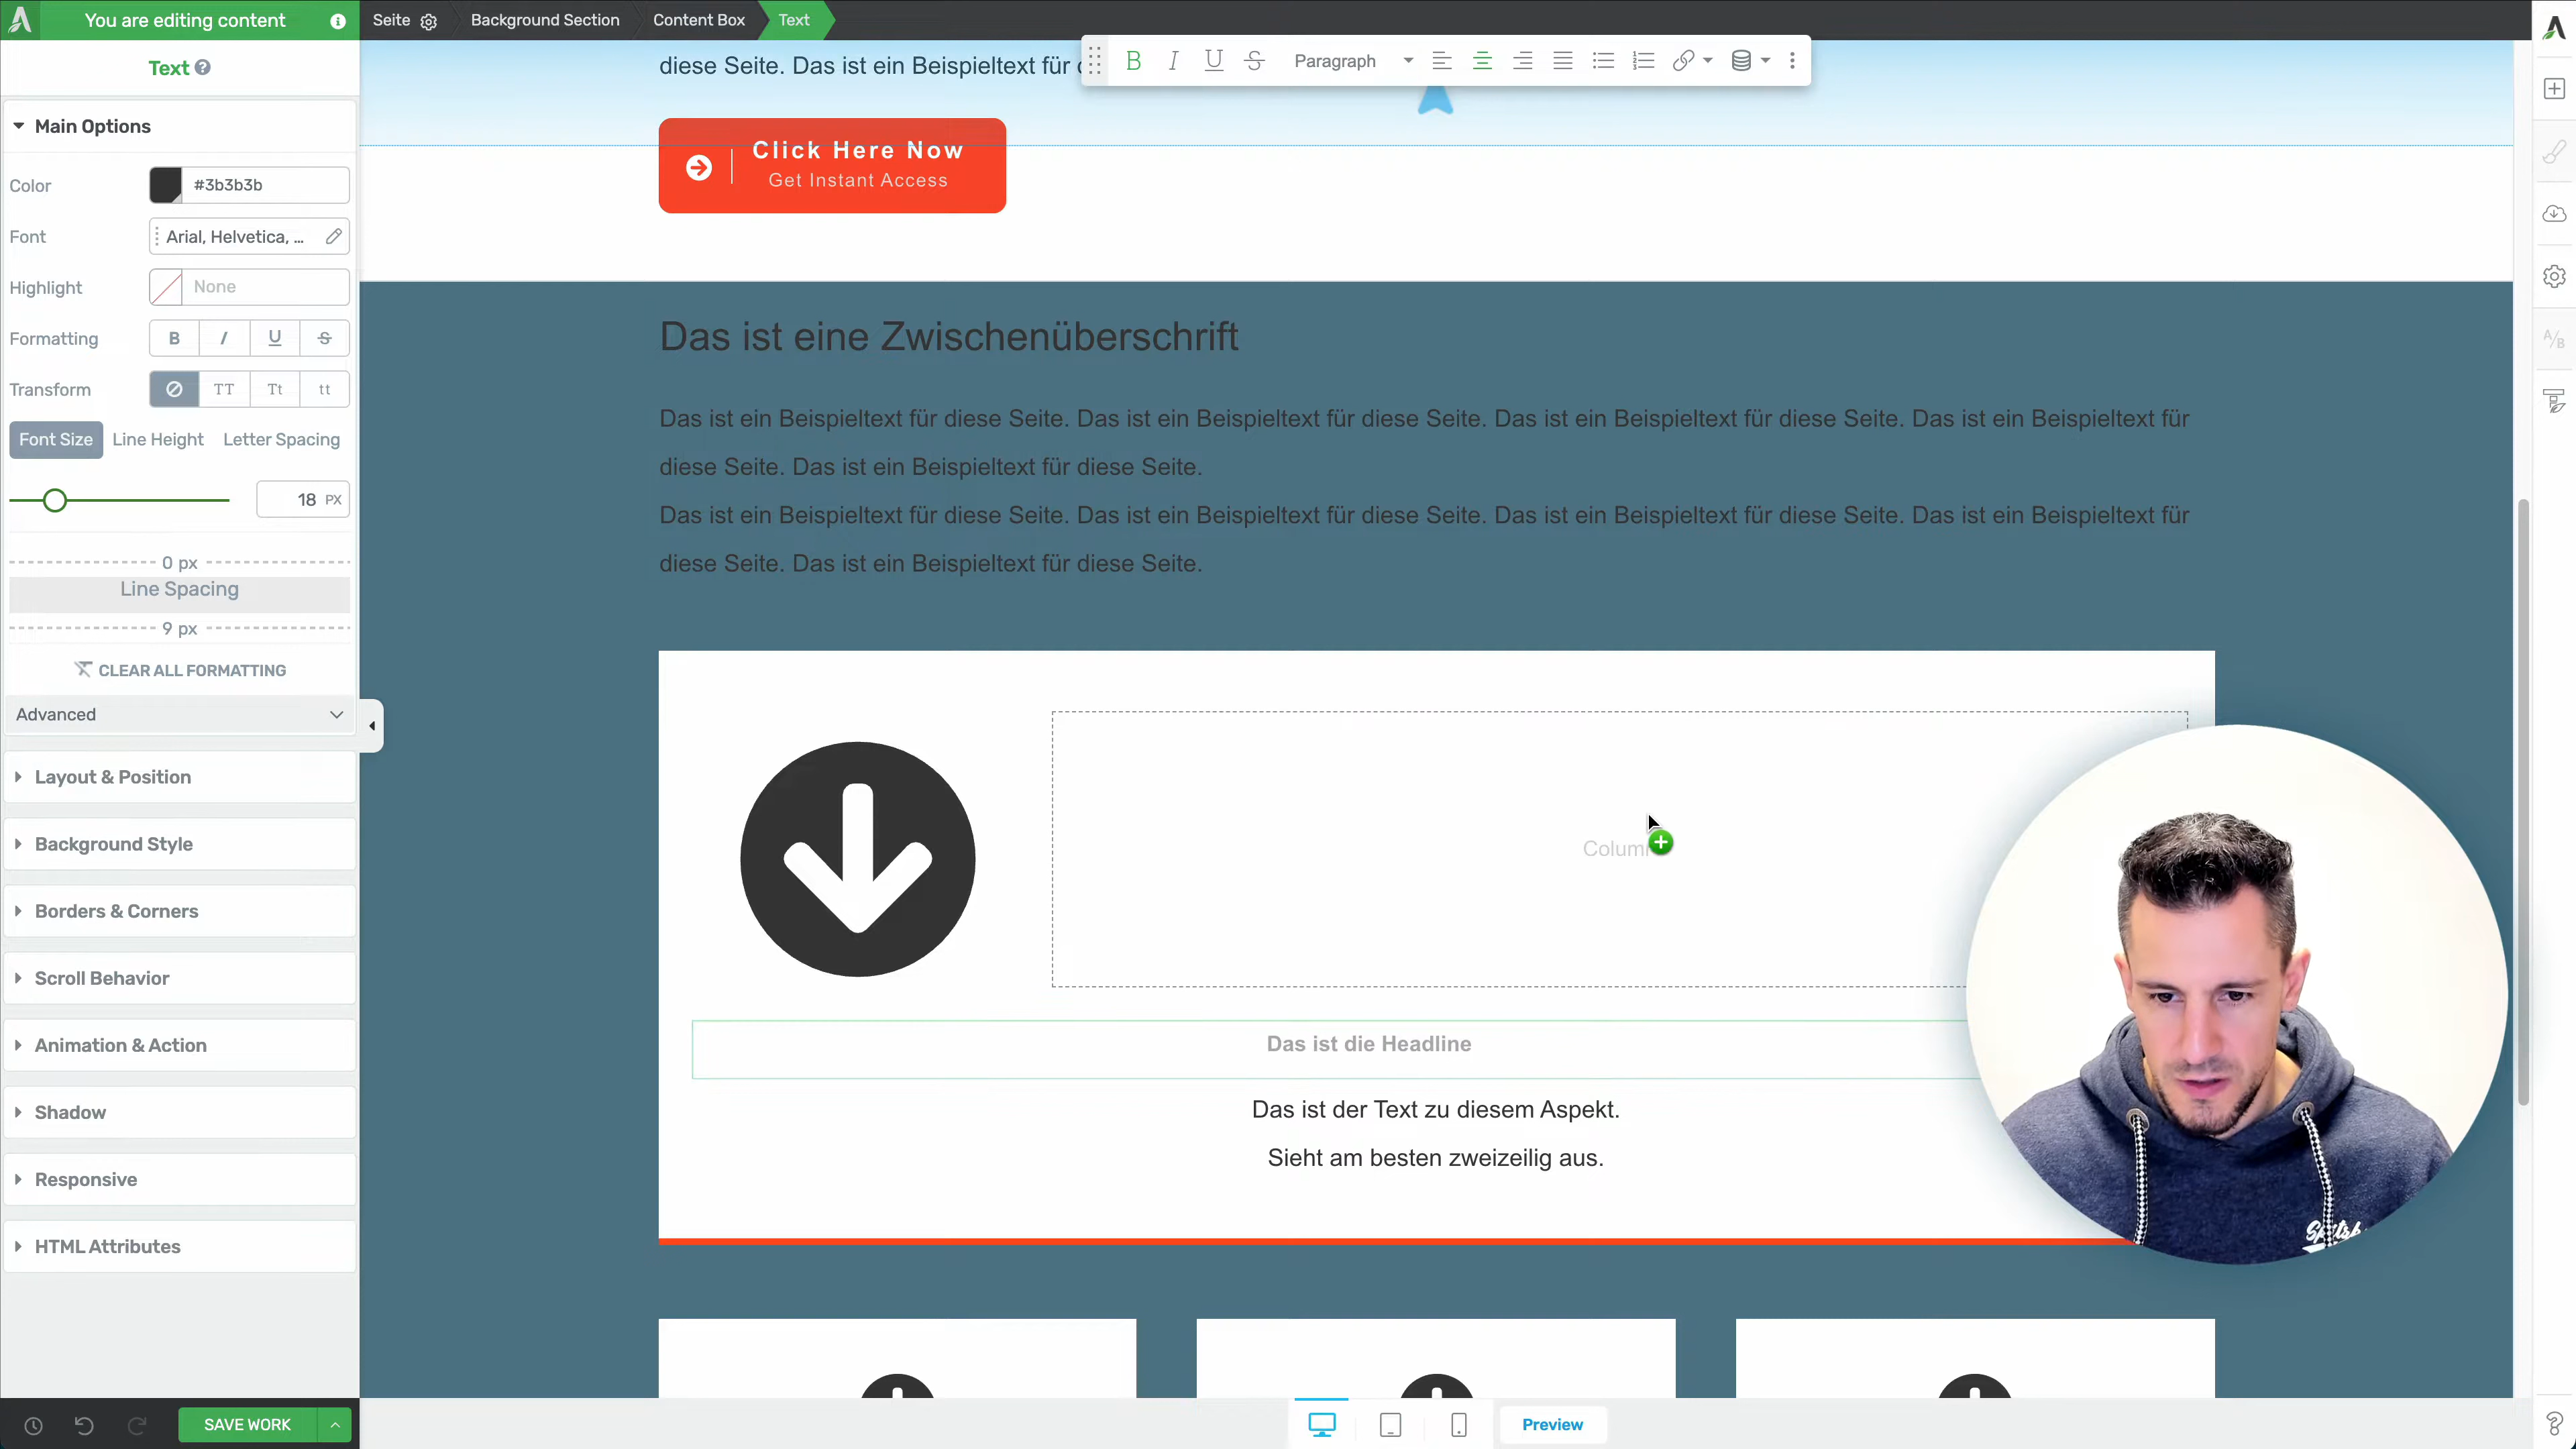 You are editing content
Seite
Background Section
Content Box
Text
Text
Main Options
Color
#3b3b3b
Font
Arial, Helvetica, ...
Highlight
None
Formatting
B I U S
Transform
TT Tt tt
Font Size
Line Height
Letter Spacing
18 PX
0 px
Line Spacing
9 px
CLEAR ALL FORMATTING
Advanced
Layout & Position
Background Style
Borders & Corners
Scroll Behavior
Animation & Action
Shadow
Responsive
HTML Attributes
SAVE WORK
B I U S Paragraph
diese Seite. Das ist ein Beispieltext für
Click Here Now
Get Instant Access
Das ist eine Zwischenüberschrift
Das ist ein Beispieltext für diese Seite. Das ist ein Beispieltext für diese Seite. Das ist ein Beispieltext für diese Seite. Das ist ein Beispieltext für
diese Seite. Das ist ein Beispieltext für diese Seite.
Das ist ein Beispieltext für diese Seite. Das ist ein Beispieltext für diese Seite. Das ist ein Beispieltext für diese Seite. Das ist ein Beispieltext für
diese Seite. Das ist ein Beispieltext für diese Seite.
Das ist die Headline
Das ist der Text zu diesem Aspekt.
Sieht am besten zweizeilig aus.
Preview
A/B